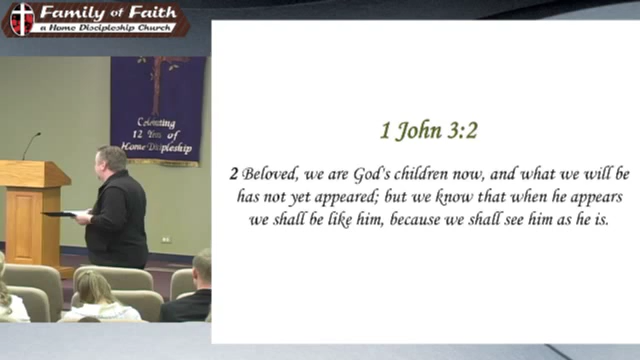 Family of Faith
a Home Discipleship Church
Celebrating
12 Years of
Home Discipleship
1 John 3:2
2 Beloved, we are God's children now, and what we will be
has not yet appeared; but we know that when he appears
we shall be like him, because we shall see him as he is.